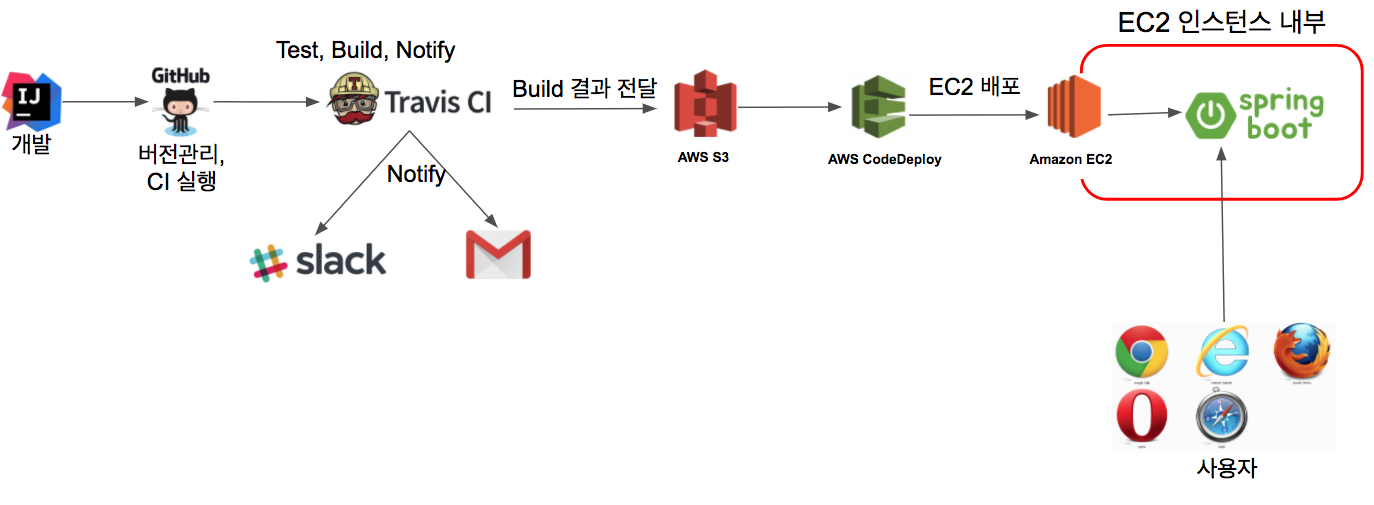 EC2 인스턴스 내부
Test, Build, Notify
GitHub
IJ
개발
버전관리,
CI 실행
T
Travis CI
Build 결과 전달
AWS S3
AWS CodeDeploy
EC2 배포
Amazon EC2
spring
boot
Notify
slack
사용자